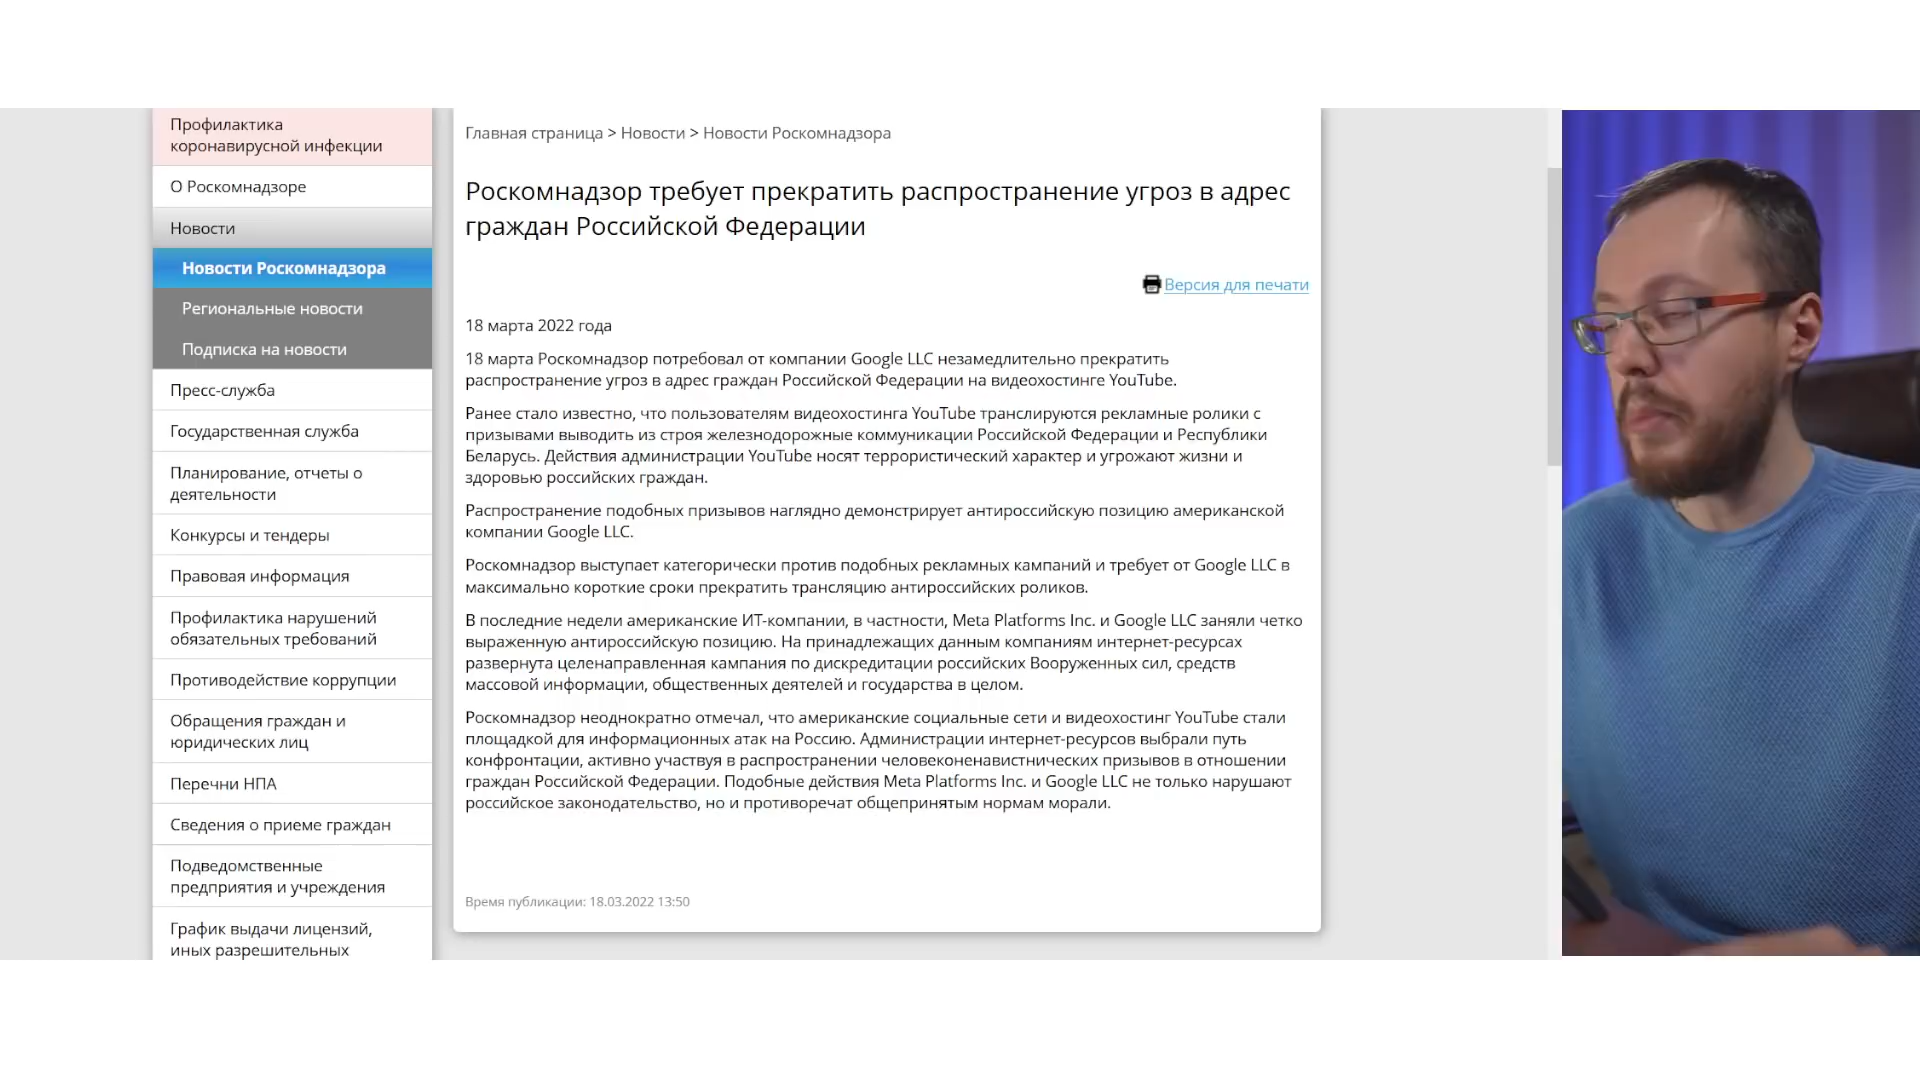 Профилактика
коронавирусной инфекции
О Роскомнадзоре
Новости
Новости Роскомнадзора
Региональные новости
Подписка на новости
Пресс-служба
Государственная служба
Планирование, отчеты о
деятельности
Конкурсы и тендеры
Правовая информация
Профилактика нарушений
обязательных требований
Противодействие коррупции
Обращения граждан и
юридических лиц
Перечни НПА
Сведения о приеме граждан
Подведомственные
предприятия и учреждения
График выдачи лицензий,
иных разрешительных
Главная страница > Новости > Новости Роскомнадзора
Роскомнадзор требует прекратить распространение угроз в адрес
граждан Российской Федерации
Версия для печати
18 марта 2022 года
18 марта Роскомнадзор потребовал от компании Google LLC незамедлительно прекратить
распространение угроз в адрес граждан Российской Федерации на видеохостинге YouTube.
Ранее стало известно, что пользователям видеохостинга YouTube транслируются рекламные ролики с
призывами выводить из строя железнодорожные коммуникации Российской Федерации и Республики
Беларусь. Действия администрации YouTube носят террористический характер и угрожают жизни и
здоровью российских граждан.
Распространение подобных призывов наглядно демонстрирует антироссийскую позицию американской
компании Google LLC.
Роскомнадзор выступает категорически против подобных рекламных кампаний и требует от Google LLC в
максимально короткие сроки прекратить трансляцию антироссийских роликов.
В последние недели американские ИТ-компании, в частности, Meta Platforms Inc. и Google LLC заняли четко
выраженную антироссийскую позицию. На принадлежащих данным компаниям интернет-ресурсах
развернута целенаправленная кампания по дискредитации российских Вооруженных сил, средств
массовой информации, общественных деятелей и государства в целом.
Роскомнадзор неоднократно отмечал, что американские социальные сети и видеохостинг YouTube стали
площадкой для информационных атак на Россию. Администрации интернет-ресурсов выбрали путь
конфронтации, активно участвуя в распространении человеконенавистнических призывов в отношении
граждан Российской Федерации. Подобные действия Meta Platforms Inc. и Google LLC не только нарушают
российское законодательство, но и противоречат общепринятым нормам морали.
Время публикации: 18.03.2022 13:50